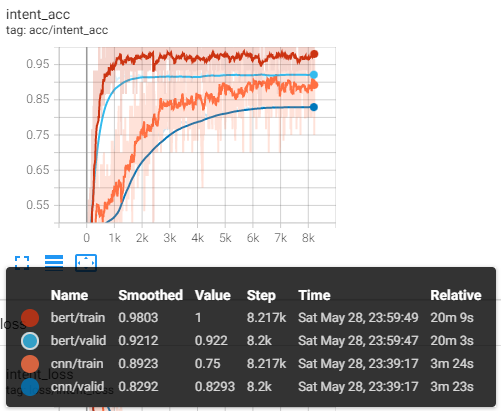 intent_acc
tag: acc/intent_acc
0.95
0.85
0.75
0.65
0.55
0 1k 2k 3k 4k 5k 6k 7k 8k
Name Smoothed Value Step Time Relative
bert/train 0.9803 1 8.217k Sat May 28, 23:59:49 20m 9s
bert/valid 0.9212 0.922 8.2k Sat May 28, 23:59:47 20m 3s
cnn/train 0.8923 0.75 8.217k Sat May 28, 23:39:17 3m 24s
cnn/valid 0.8292 0.8293 8.2k Sat May 28, 23:39:17 3m 23s
intent_loss